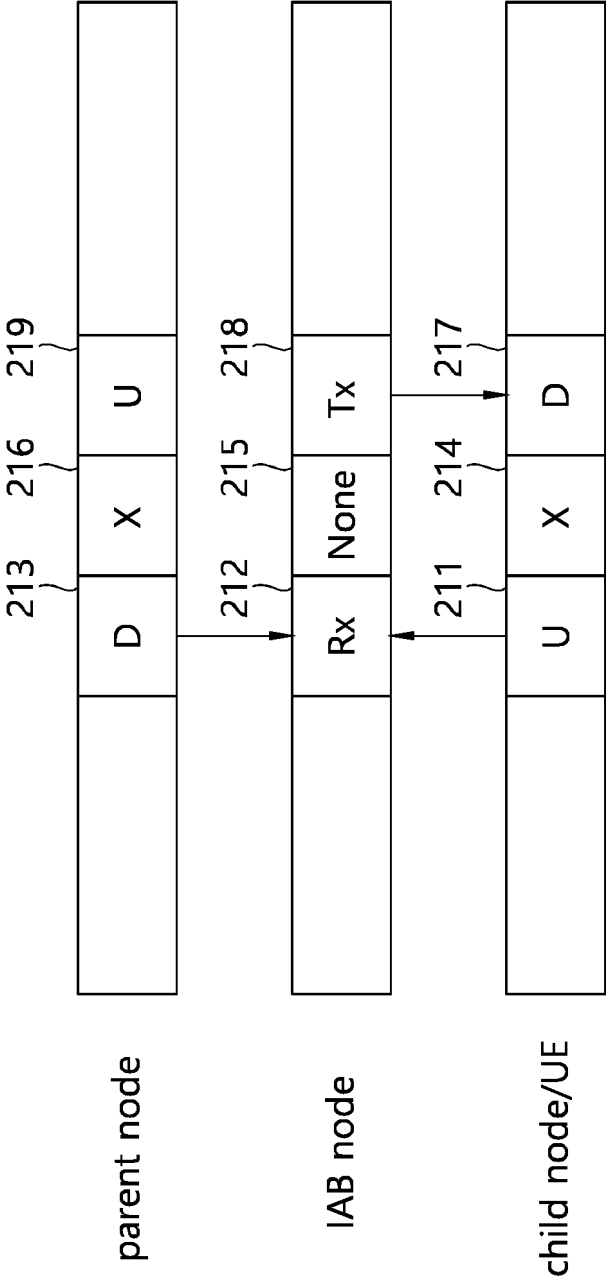 213 216 219
parent node D X U
212 215 218
IAB node Rx None Tx
211 214 217
child node/UE U X D